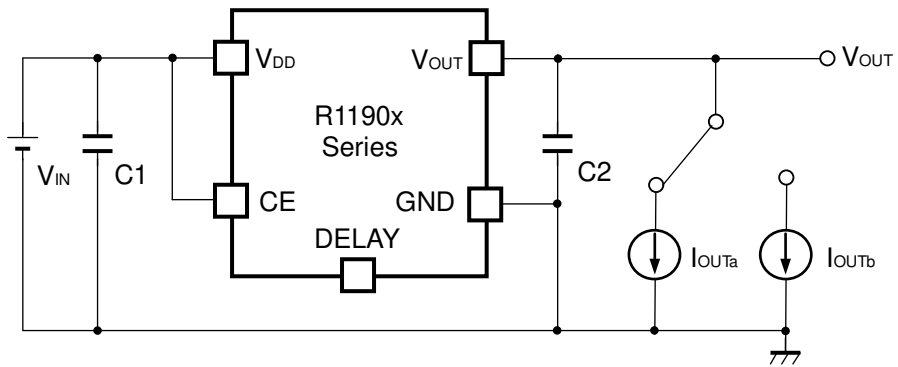 VDD
VOUT
VOUT
R1190x
Series
VIN
C1
C2
CE
GND
DELAY
IOUTa
IOUTb